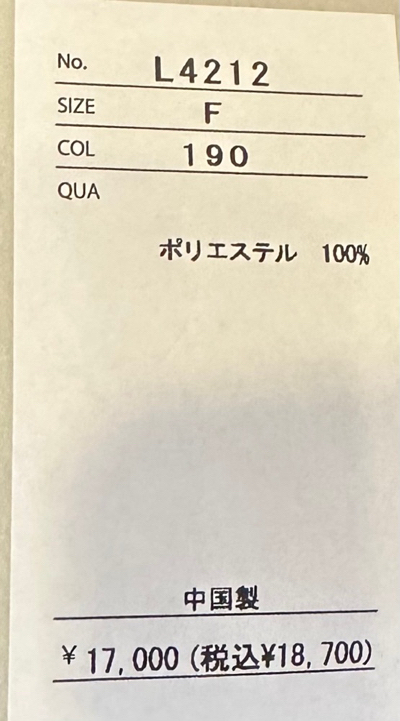 No. L4212
SIZE F
COL 190
QUA
ポリエステル 100%
中国製
¥ 17,000 (税込¥18,700)